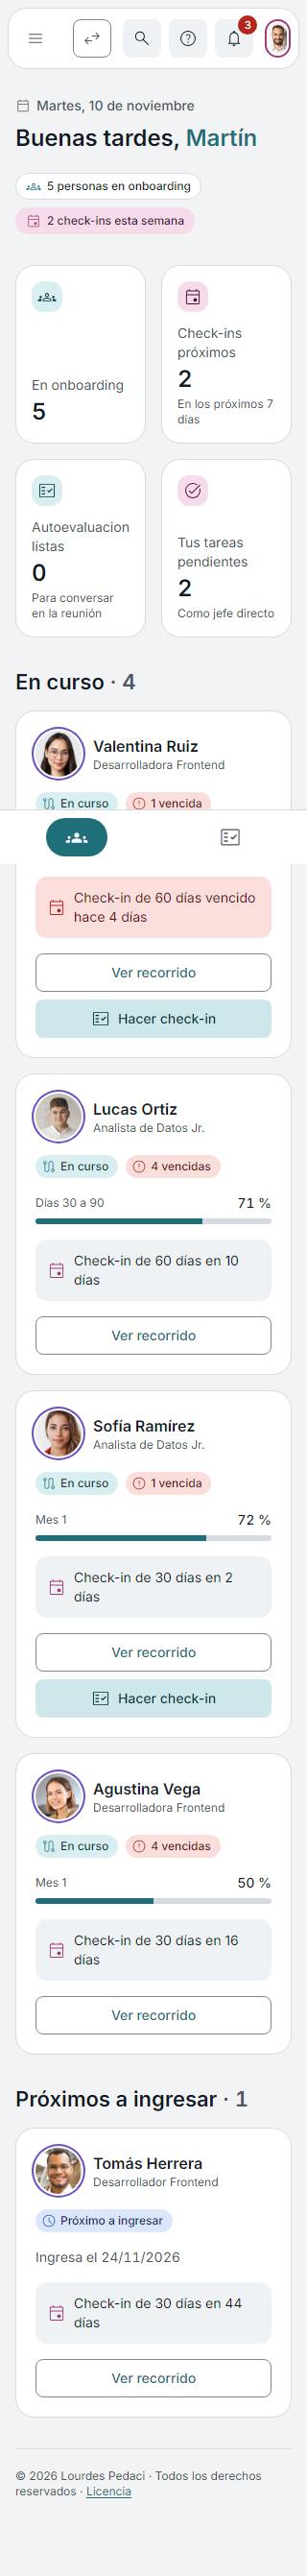 3
Martes, 10 de noviembre
Buenas tardes, Martín
5 personas en onboarding
2 check-ins esta semana
En onboarding
5
Check-ins
próximos
2
En los próximos 7
días
Autoevaluacion
listas
0
Para conversar
en la reunión
Tus tareas
pendientes
2
Como jefe directo
En curso · 4
Valentina Ruiz
Desarrolladora Frontend
En curso
1 vencida
Check-in de 60 días vencido
hace 4 días
Ver recorrido
Hacer check-in
Lucas Ortiz
Analista de Datos Jr.
En curso
4 vencidas
Días 30 a 90
71 %
Check-in de 60 días en 10
días
Ver recorrido
Sofía Ramírez
Analista de Datos Jr.
En curso
1 vencida
Mes 1
72 %
Check-in de 30 días en 2
días
Ver recorrido
Hacer check-in
Agustina Vega
Desarrolladora Frontend
En curso
4 vencidas
Mes 1
50 %
Check-in de 30 días en 16
días
Ver recorrido
Próximos a ingresar · 1
Tomás Herrera
Desarrollador Frontend
Próximo a ingresar
Ingresa el 24/11/2026
Check-in de 30 días en 44
días
Ver recorrido
© 2026 Lourdes Pedaci · Todos los derechos
reservados · Licencia